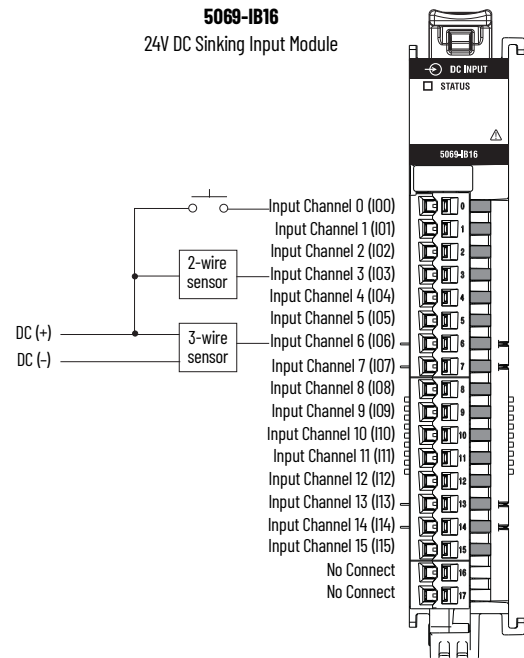 5069-IB16
24V DC Sinking Input Module
DC INPUT
STATUS
5069-IB16
Input Channel 0 (I00) 0
Input Channel 1 (I01) 1
2-wire
sensor
Input Channel 2 (I02) 2
Input Channel 3 (I03) 3
Input Channel 4 (I04) 4
Input Channel 5 (I05) 5
DC (+)
DC (-)
3-wire
sensor
Input Channel 6 (I06) 6
Input Channel 7 (I07) 7
Input Channel 8 (I08) 8
Input Channel 9 (I09) 9
Input Channel 10 (I10) 10
Input Channel 11 (I11) 11
Input Channel 12 (I12) 12
Input Channel 13 (I13) 13
Input Channel 14 (I14) 14
Input Channel 15 (I15) 15
No Connect 16
No Connect 17